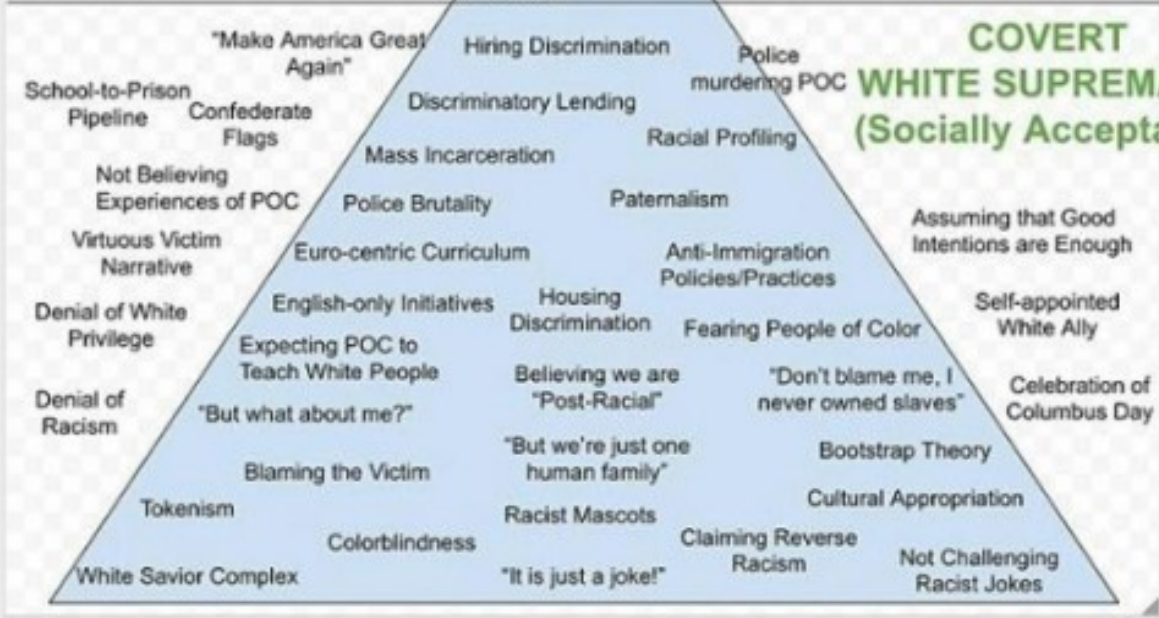 COVERT
WHITE SUPREMA
(Socially Accepta
"Make America Great
Again"
Hiring Discrimination
Police
murdering POC
School-to-Prison
Pipeline
Confederate
Flags
Discriminatory Lending
Racial Profiling
Mass Incarceration
Not Believing
Experiences of POC
Police Brutality
Paternalism
Assuming that Good
Intentions are Enough
Virtuous Victim
Narrative
Euro-centric Curriculum
Anti-Immigration
Policies/Practices
English-only Initiatives
Housing
Discrimination
Self-appointed
White Ally
Denial of White
Privilege
Fearing People of Color
Expecting POC to
Teach White People
Believing we are
"Post-Racial"
"Don't blame me, I
never owned slaves"
Celebration of
Columbus Day
Denial of
Racism
"But what about me?"
"But we're just one
human family"
Bootstrap Theory
Blaming the Victim
Cultural Appropriation
Tokenism
Racist Mascots
Colorblindness
Claiming Reverse
Racism
Not Challenging
Racist Jokes
White Savior Complex
"It is just a joke!"